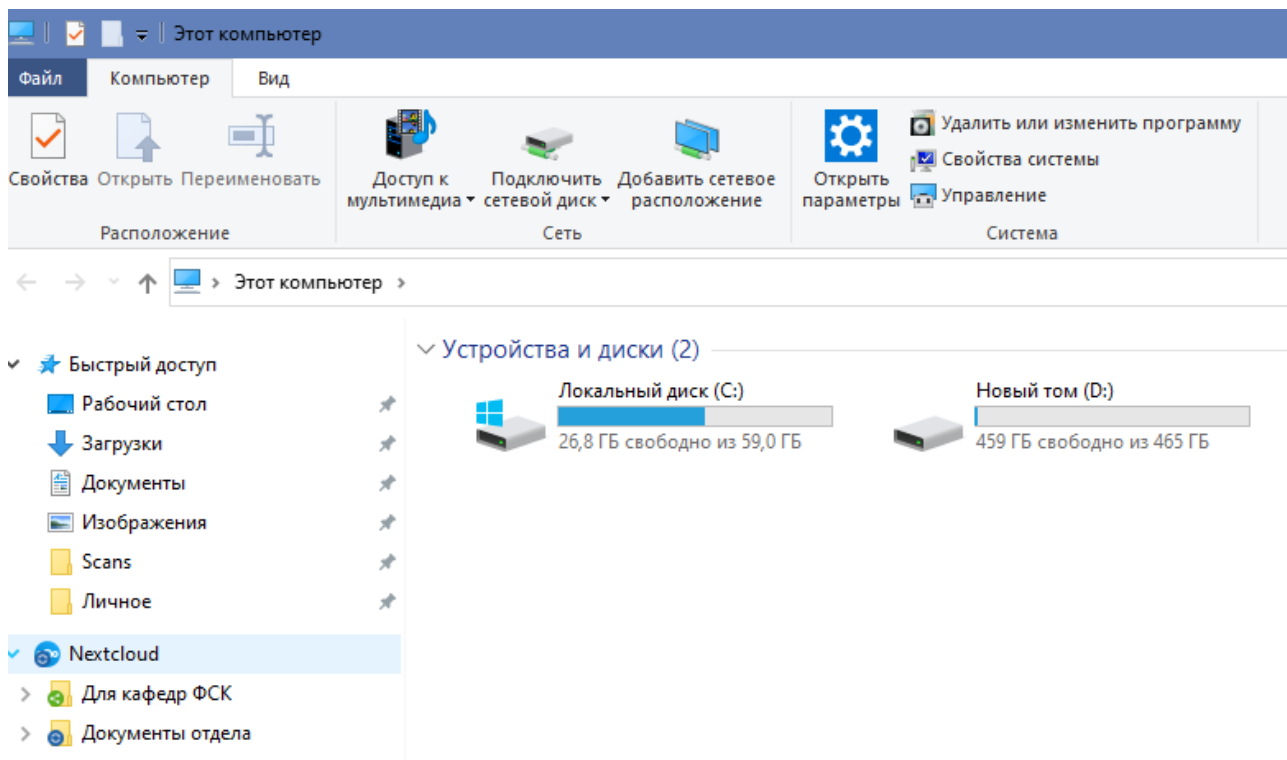 Этот компьютер
Файл Компьютер Вид
Свойства Открыть Переименовать
Доступ к мультимедиа
Подключить сетевой диск
Добавить сетевое расположение
Открыть параметры
Удалить или изменить программу
Свойства системы
Управление
Расположение Сеть Система
Этот компьютер
Быстрый доступ
Рабочий стол
Загрузки
Документы
Изображения
Scans
Личное
Nextcloud
Для кафедр ФСК
Документы отдела
Устройства и диски (2)
Локальный диск (C:)
26,8 ГБ свободно из 59,0 ГБ
Новый том (D:)
459 ГБ свободно из 465 ГБ